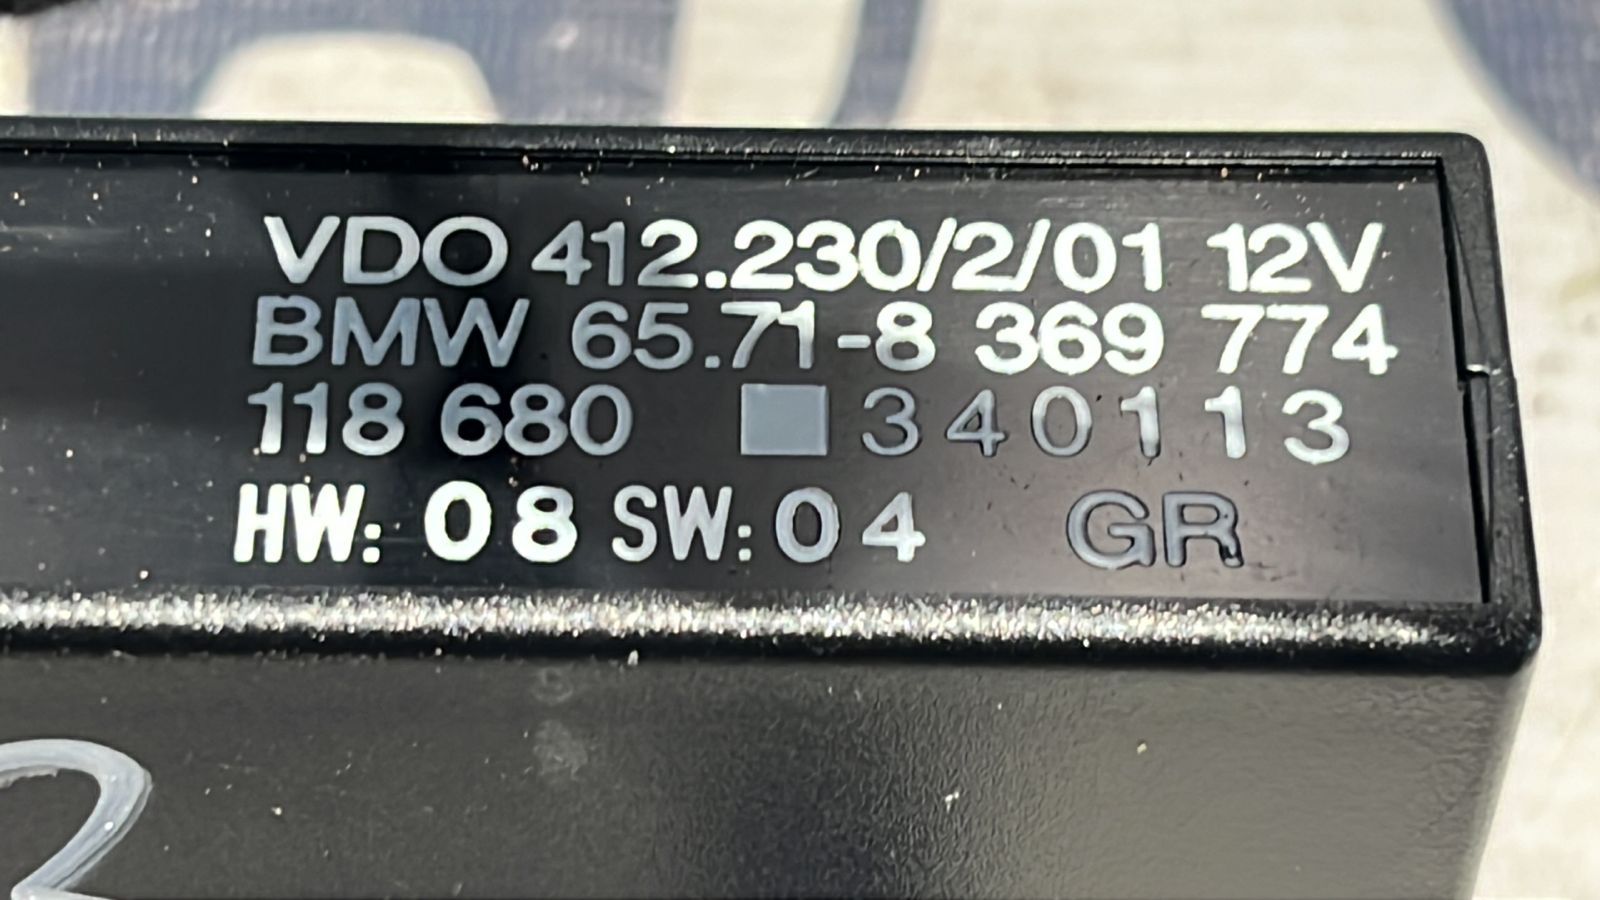 VDO 412.230/2/01 12V
BMW 65.71-8 369 774
118 680 340113
HW: 08 SW: 04 GR